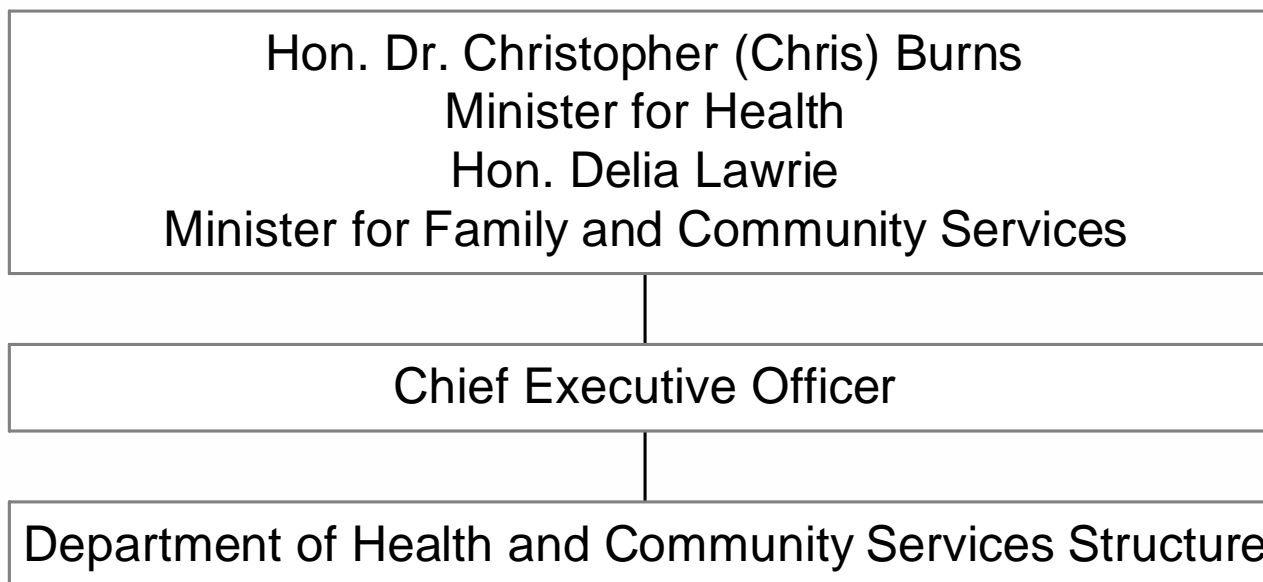 Hon. Dr. Christopher (Chris) Burns
Minister for Health
Hon. Delia Lawrie
Minister for Family and Community Services
Chief Executive Officer
Department of Health and Community Services Structure